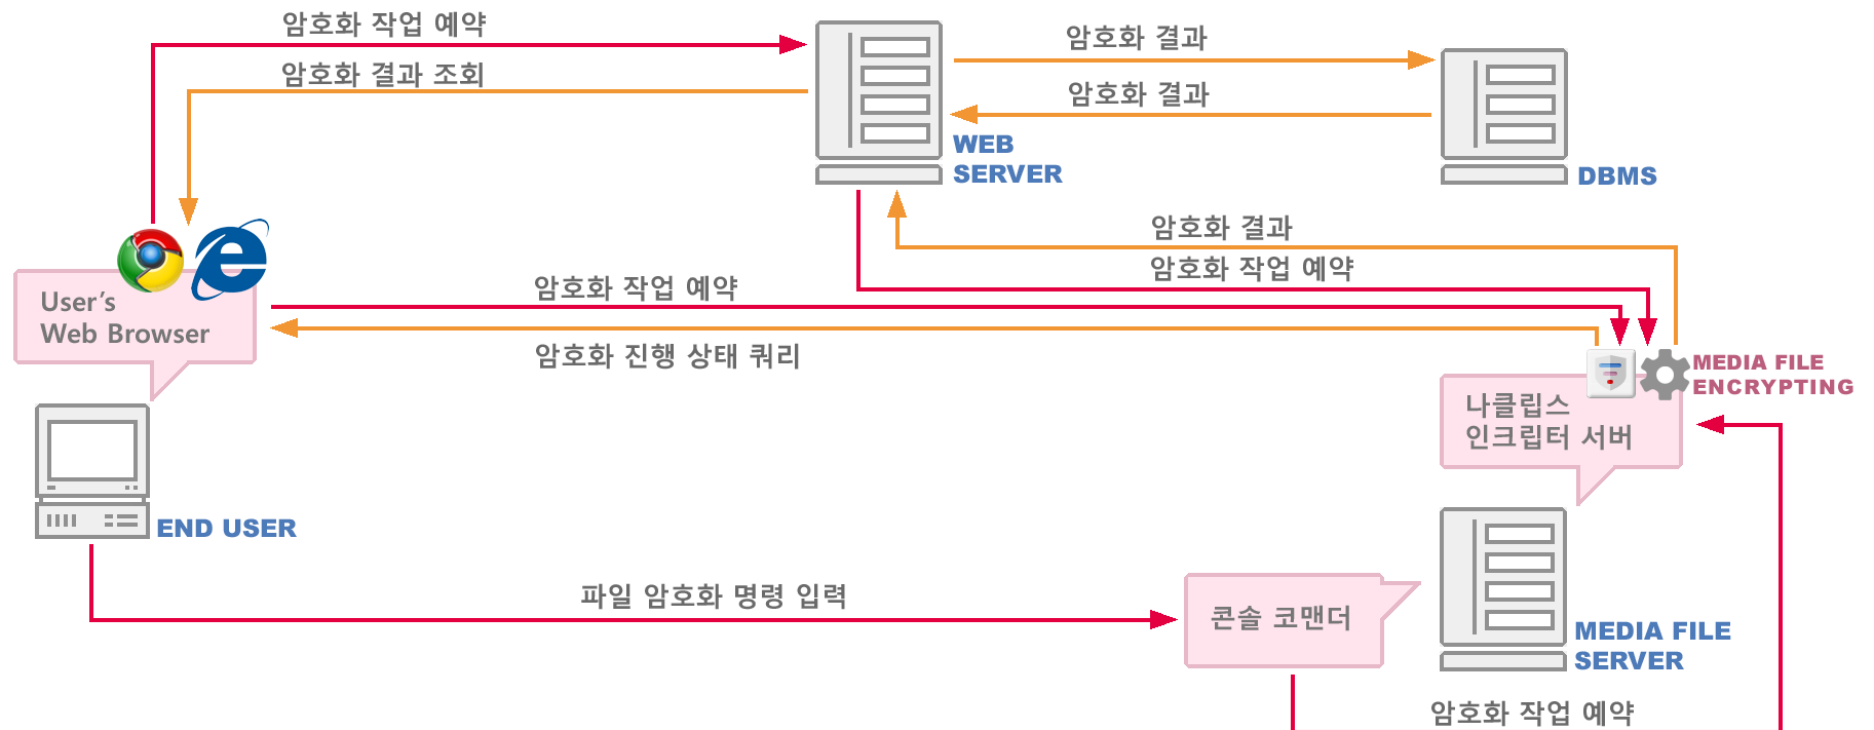 암호화 작업 예약
암호화 결과 조회
암호화 결과
암호화 결과
WEB
SERVER
DBMS
암호화 결과
암호화 작업 예약
User's
Web Browser
암호화 작업 예약
암호화 진행 상태 쿼리
MEDIA FILE
ENCRYPTING
나클립스
인크립터 서버
END USER
파일 암호화 명령 입력
콘솔 코맨더
MEDIA FILE
SERVER
암호화 작업 예약